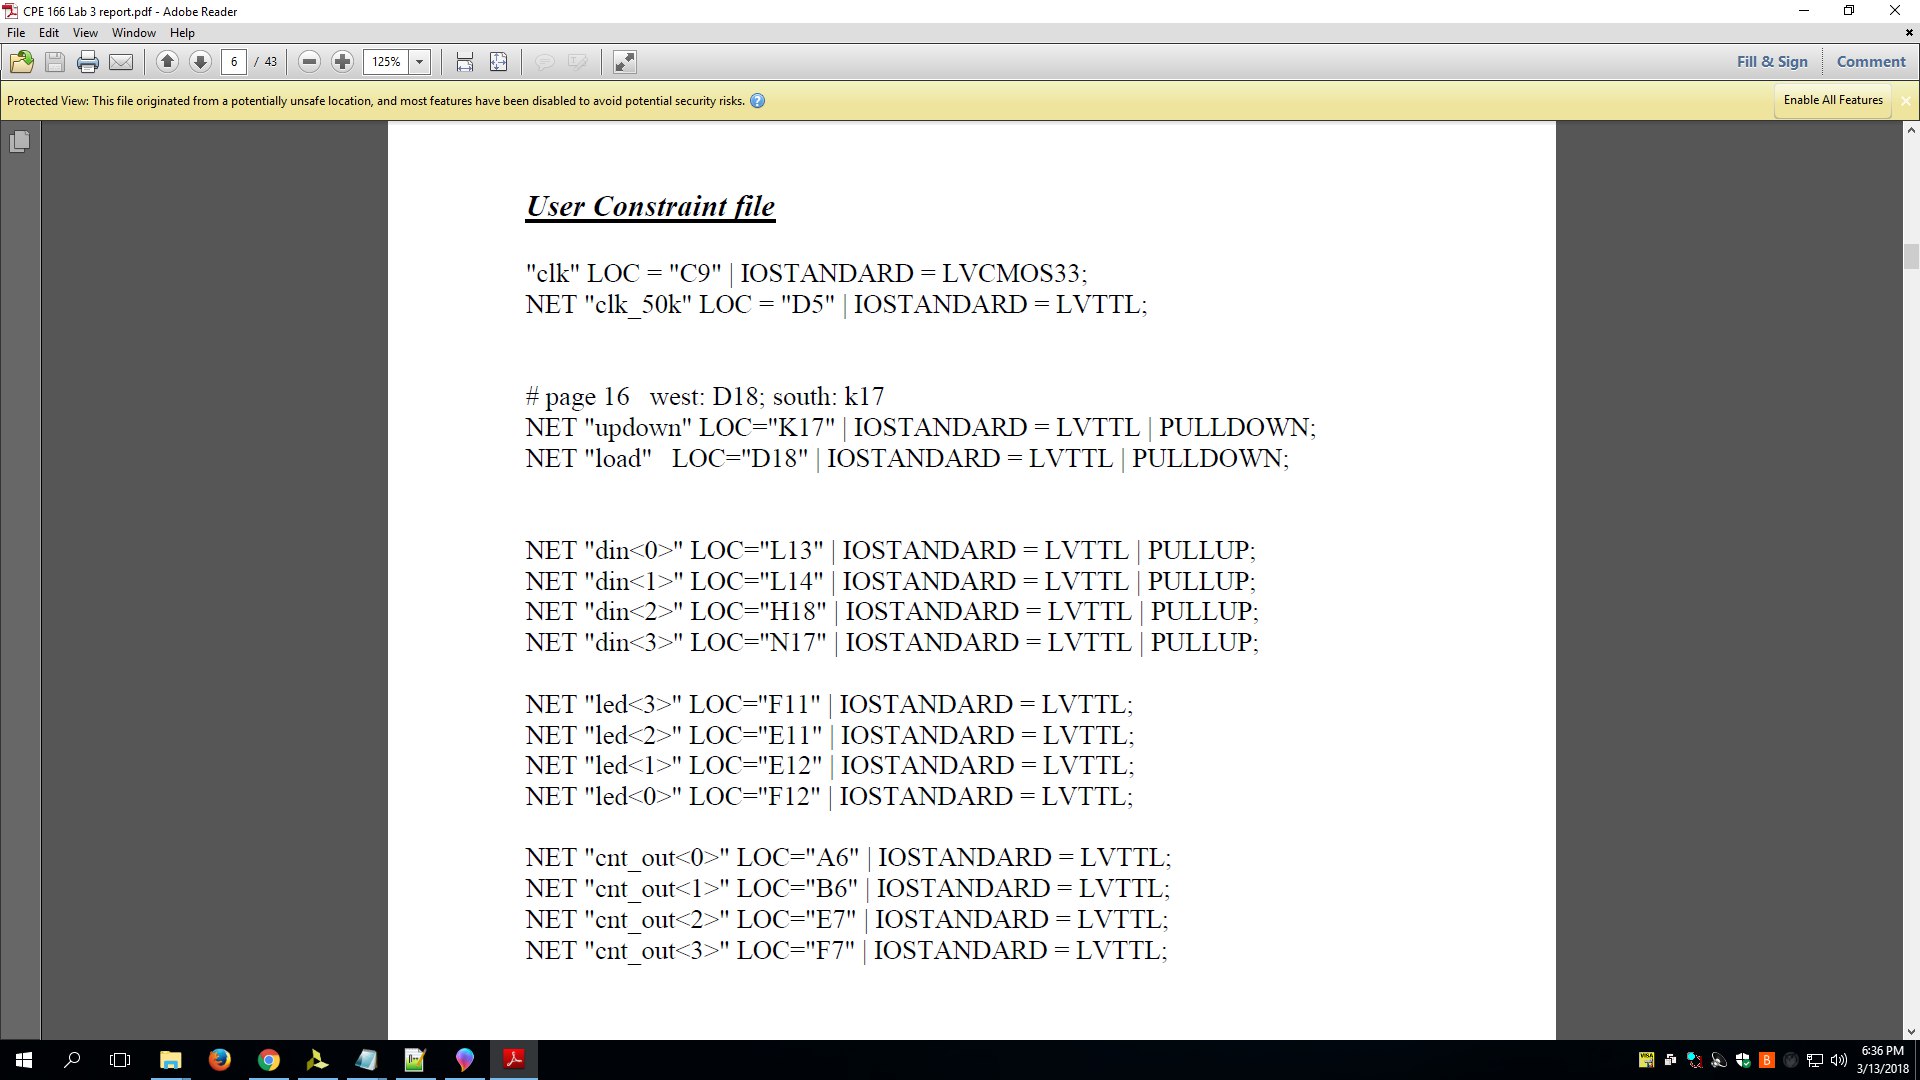 CPE 166 Lab 3 report.pdf - Adobe Reader
File Edit View Window Help
6 / 43 125% Fill & Sign Comment
Protected View: This file originated from a potentially unsafe location, and most features have been disabled to avoid potential security risks. Enable All Features
User Constraint file
"clk" LOC = "C9" | IOSTANDARD = LVCMOS33;
NET "clk_50k" LOC = "D5" | IOSTANDARD = LVTTL;
# page 16 west: D18; south: k17
NET "updown" LOC="K17" | IOSTANDARD = LVTTL | PULLDOWN;
NET "load" LOC="D18" | IOSTANDARD = LVTTL | PULLDOWN;
NET "din<0>" LOC="L13" | IOSTANDARD = LVTTL | PULLUP;
NET "din<1>" LOC="L14" | IOSTANDARD = LVTTL | PULLUP;
NET "din<2>" LOC="H18" | IOSTANDARD = LVTTL | PULLUP;
NET "din<3>" LOC="N17" | IOSTANDARD = LVTTL | PULLUP;
NET "led<3>" LOC="F11" | IOSTANDARD = LVTTL;
NET "led<2>" LOC="E11" | IOSTANDARD = LVTTL;
NET "led<1>" LOC="E12" | IOSTANDARD = LVTTL;
NET "led<0>" LOC="F12" | IOSTANDARD = LVTTL;
NET "cnt_out<0>" LOC="A6" | IOSTANDARD = LVTTL;
NET "cnt_out<1>" LOC="B6" | IOSTANDARD = LVTTL;
NET "cnt_out<2>" LOC="E7" | IOSTANDARD = LVTTL;
NET "cnt_out<3>" LOC="F7" | IOSTANDARD = LVTTL;
6:36 PM
3/13/2018